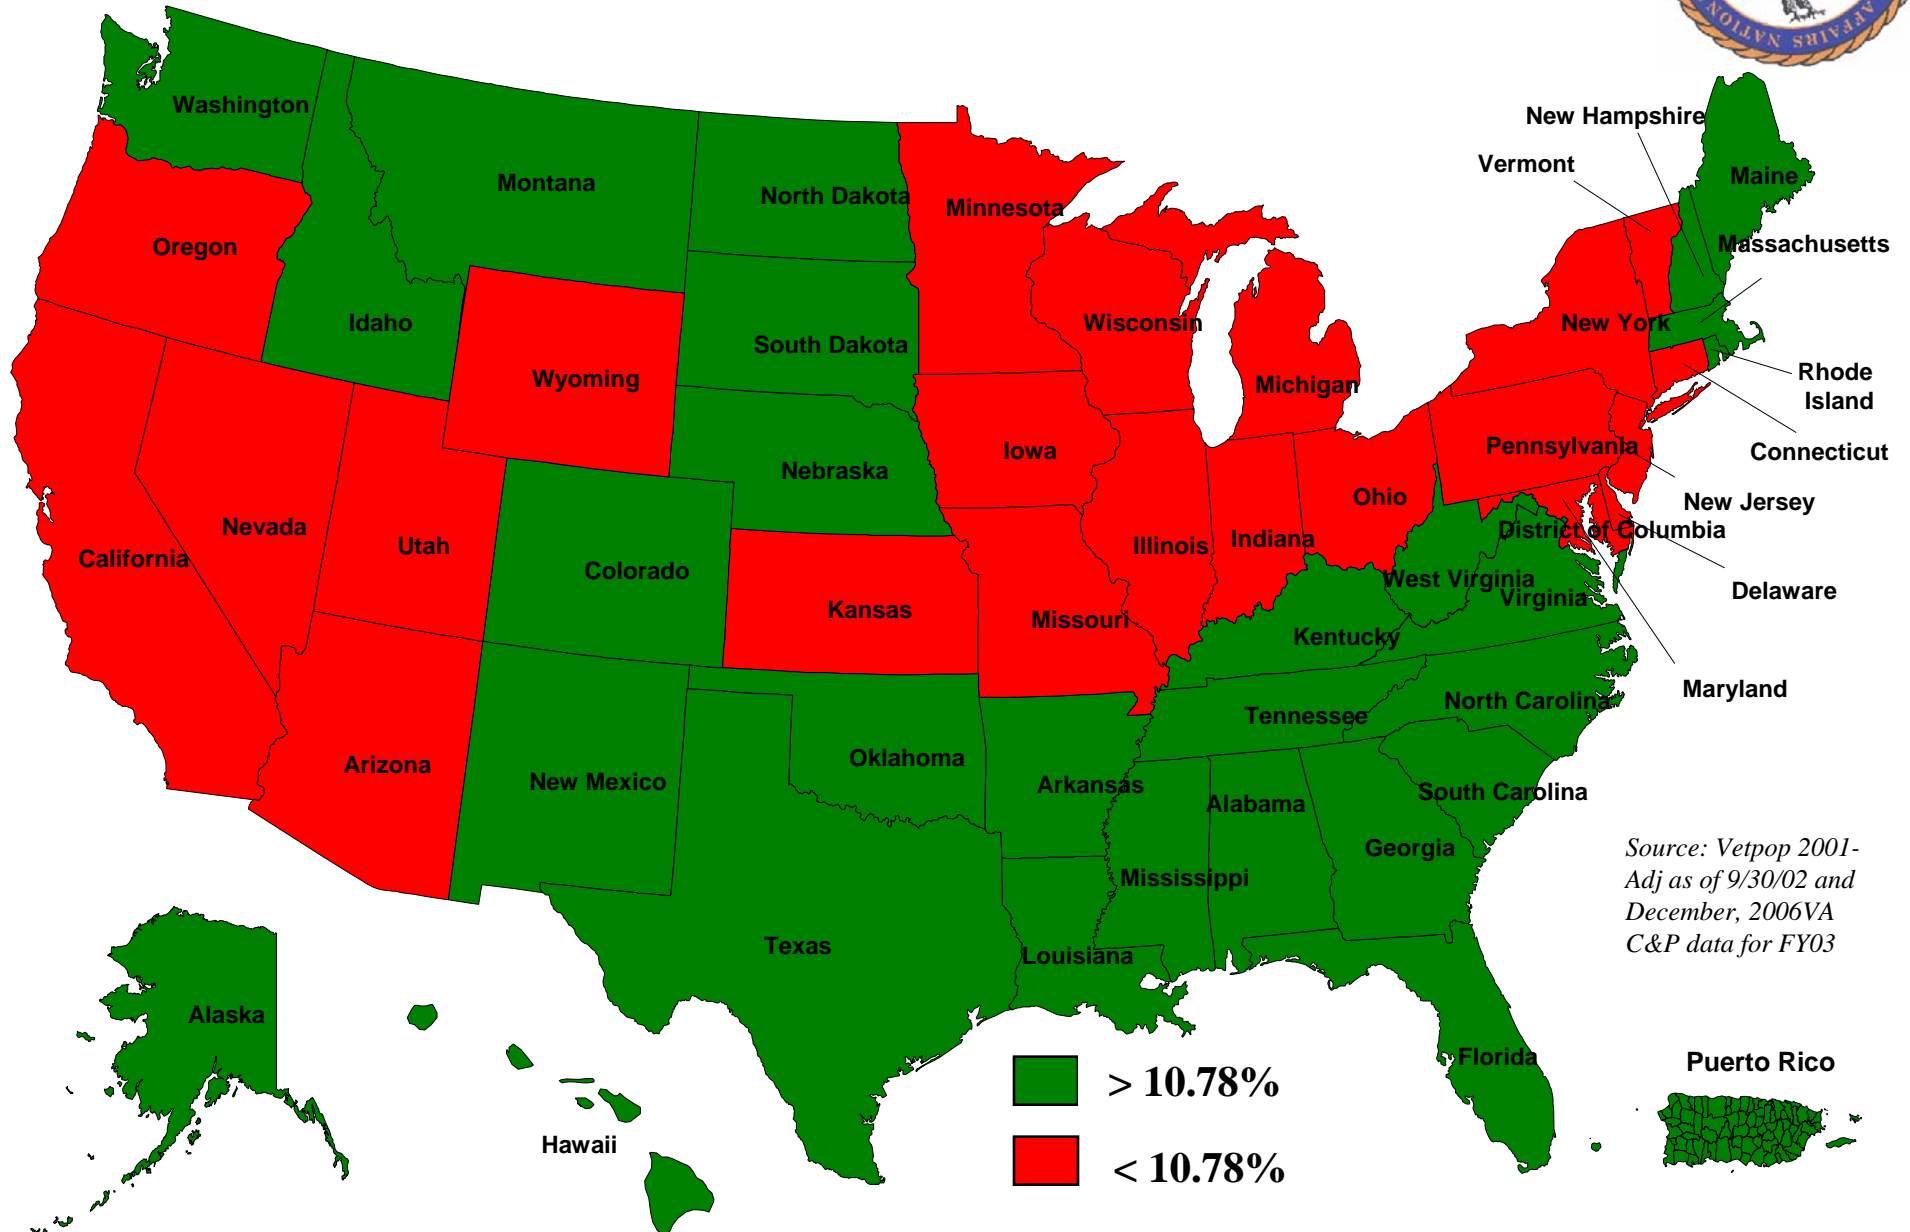 AFFAIRS NATION
New Hampshire
Vermont
Washington
Maine
Montana
North Dakota
Minnesota
Oregon
Massachusetts
Idaho
Wisconsin
New York
South Dakota
Wyoming
Michigan
Rhode
Island
Iowa
Pennsylvania
Connecticut
Nebraska
Ohio
New Jersey
Nevada
District of Columbia
Utah
Illinois
Indiana
California
Colorado
West Virginia
Virginia
Delaware
Kansas
Missouri
Kentucky
Maryland
North Carolina
Tennessee
Arizona
Oklahoma
New Mexico
Arkansas
South Carolina
Alabama
Georgia
Source: Vetpop 2001-
Adj as of 9/30/02 and
December, 2006VA
C&P data for FY03
Mississippi
Texas
Louisiana
Alaska
Florida
Puerto Rico
> 10.78%
Hawaii
< 10.78%